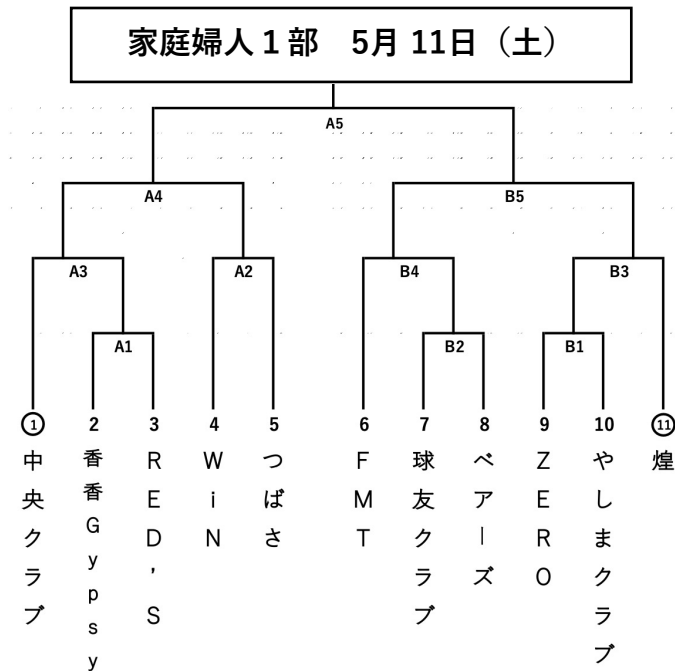 家庭婦人１部　5月 11日（土）
A5
A4
B5
A3
A2
B4
B3
A1
B2
B1
①
2
3
4
5
6
7
8
9
10
⑪
中央クラブ
香香Gypsy
RED’S
WiN
つばさ
FMT
球友クラブ
ベアーズ
ZERO
やしまクラブ
煌